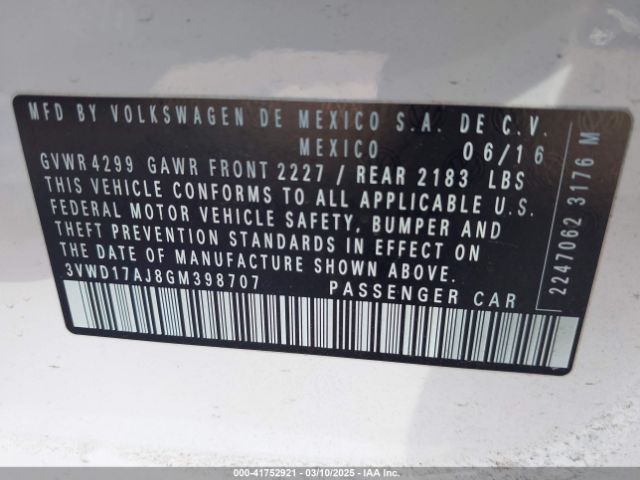 MFD BY VOLKSWAGEN DE MEXICO S.A. DE C.V.
MEXICO 06/16
GVWR 4299 GAWR FRONT 2227 / REAR 2183 LBS
THIS VEHICLE CONFORMS TO ALL APPLICABLE U.S.
FEDERAL MOTOR VEHICLE SAFETY, BUMPER AND
THEFT PREVENTION STANDARDS IN EFFECT ON
THE DATE OF MANUFACTURE SHOWN ABOVE.
3VWD17AJ8GM398707 PASSENGER CAR
2247062 3176 M
000-41752921 | 03/10/2025 | IAA Inc.